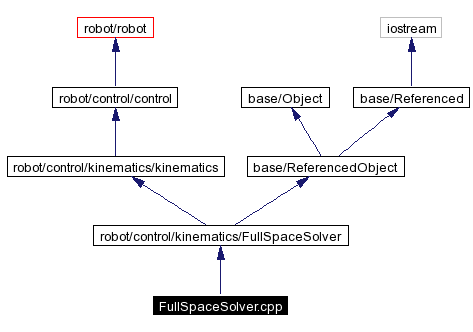 robot/robot
iostream
robot/control/control
base/Object
base/Referenced
robot/control/kinematics/kinematics
base/ReferencedObject
robot/control/kinematics/FullSpaceSolver
FullSpaceSolver.cpp